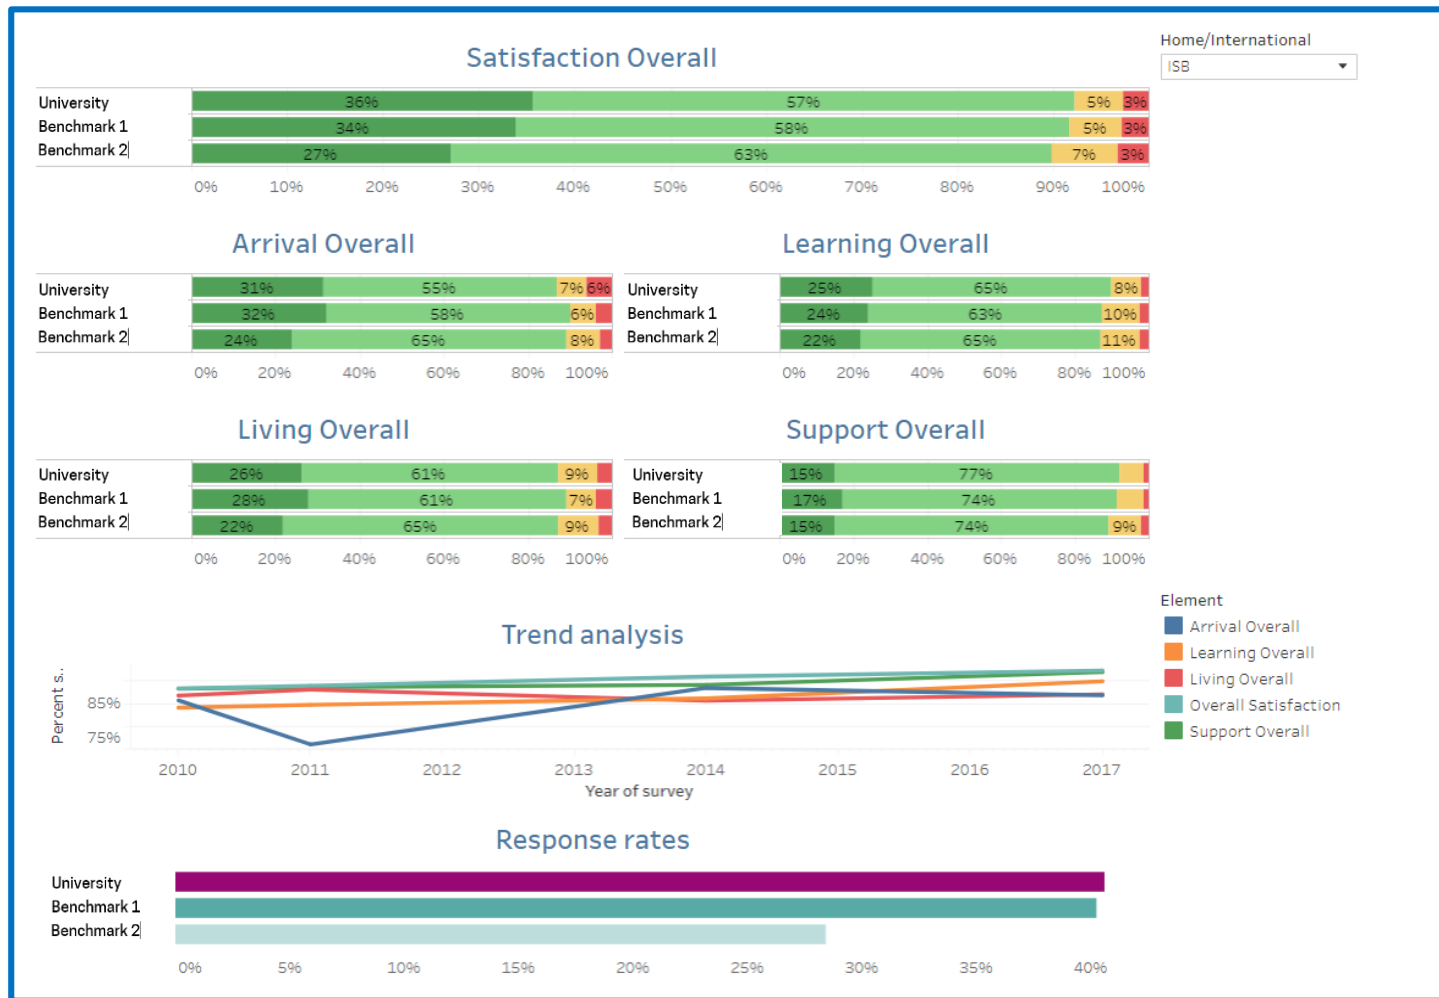 Home/International
ISB
Satisfaction Overall
University 36% 57% 5% 3%
Benchmark 1 34% 58% 5% 3%
Benchmark 2 27% 63% 7% 3%
0% 10% 20% 30% 40% 50% 60% 70% 80% 90% 100%
Arrival Overall
University 31% 55% 7% 6%
Benchmark 1 32% 58% 6%
Benchmark 2 24% 65% 8%
0% 20% 40% 60% 80% 100%
Learning Overall
University 25% 65% 8%
Benchmark 1 24% 63% 10%
Benchmark 2 22% 65% 11%
0% 20% 40% 60% 80% 100%
Living Overall
University 26% 61% 9%
Benchmark 1 28% 61% 7%
Benchmark 2 22% 65% 9%
0% 20% 40% 60% 80% 100%
Support Overall
University 15% 77%
Benchmark 1 17% 74%
Benchmark 2 15% 74% 9%
0% 20% 40% 60% 80% 100%
Element
Arrival Overall
Learning Overall
Living Overall
Overall Satisfaction
Support Overall
Trend analysis
Percent s..
85%
75%
2010 2011 2012 2013 2014 2015 2016 2017
Year of survey
Response rates
University
Benchmark 1
Benchmark 2
0% 5% 10% 15% 20% 25% 30% 35% 40%